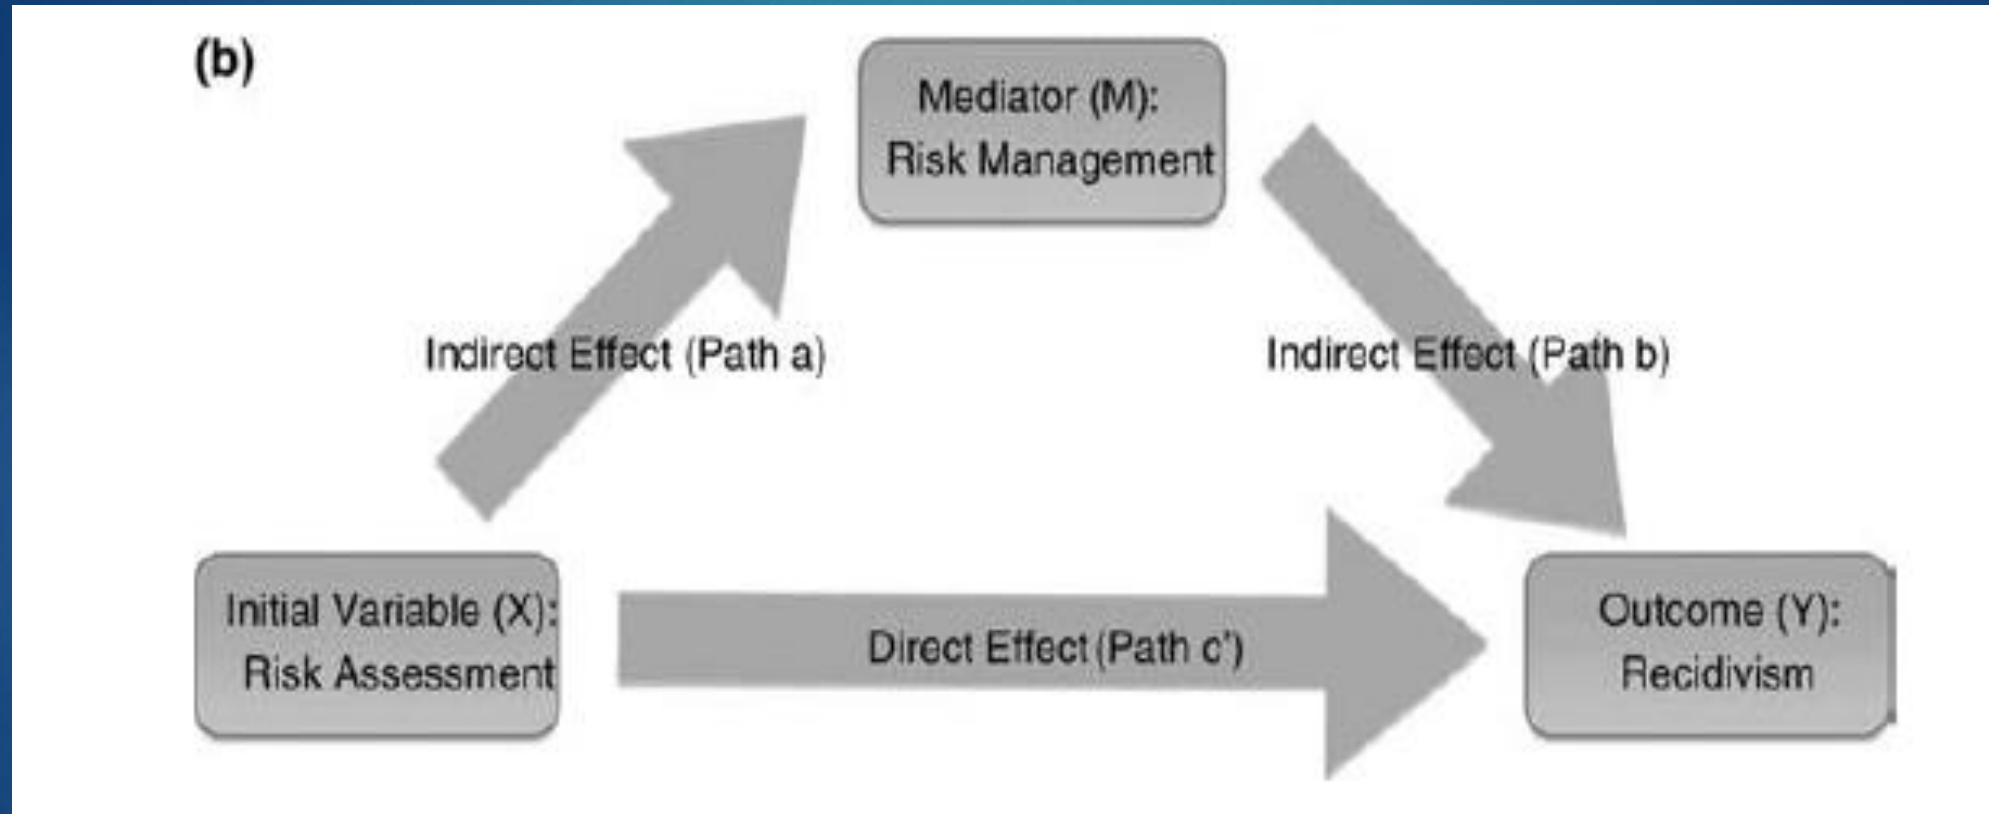 (b)
Mediator (M):
Risk Management
Indirect Effect (Path a)
Indirect Effect (Path b)
Initial Variable (X):
Risk Assessment
Direct Effect (Path c')
Outcome (Y):
Recidivism